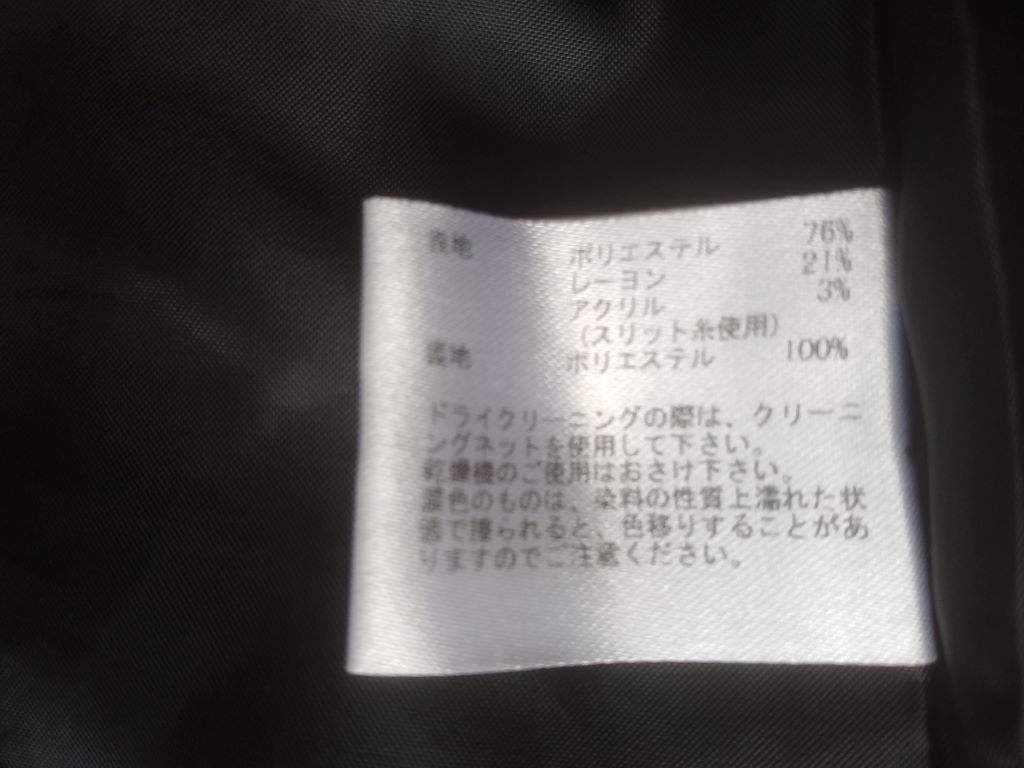 表地 ポリエステル 76%
レーヨン 21%
アクリル 3%
(スリット糸使用)
裏地 ポリエステル 100%
ドライクリーニングの際は、クリーニ
ングネットを使用して下さい。
乾燥機のご使用はおさけ下さい。
濃色のものは、染料の性質上濡れた状
態で擦られると、色移りすることがあ
りますのでご注意ください。